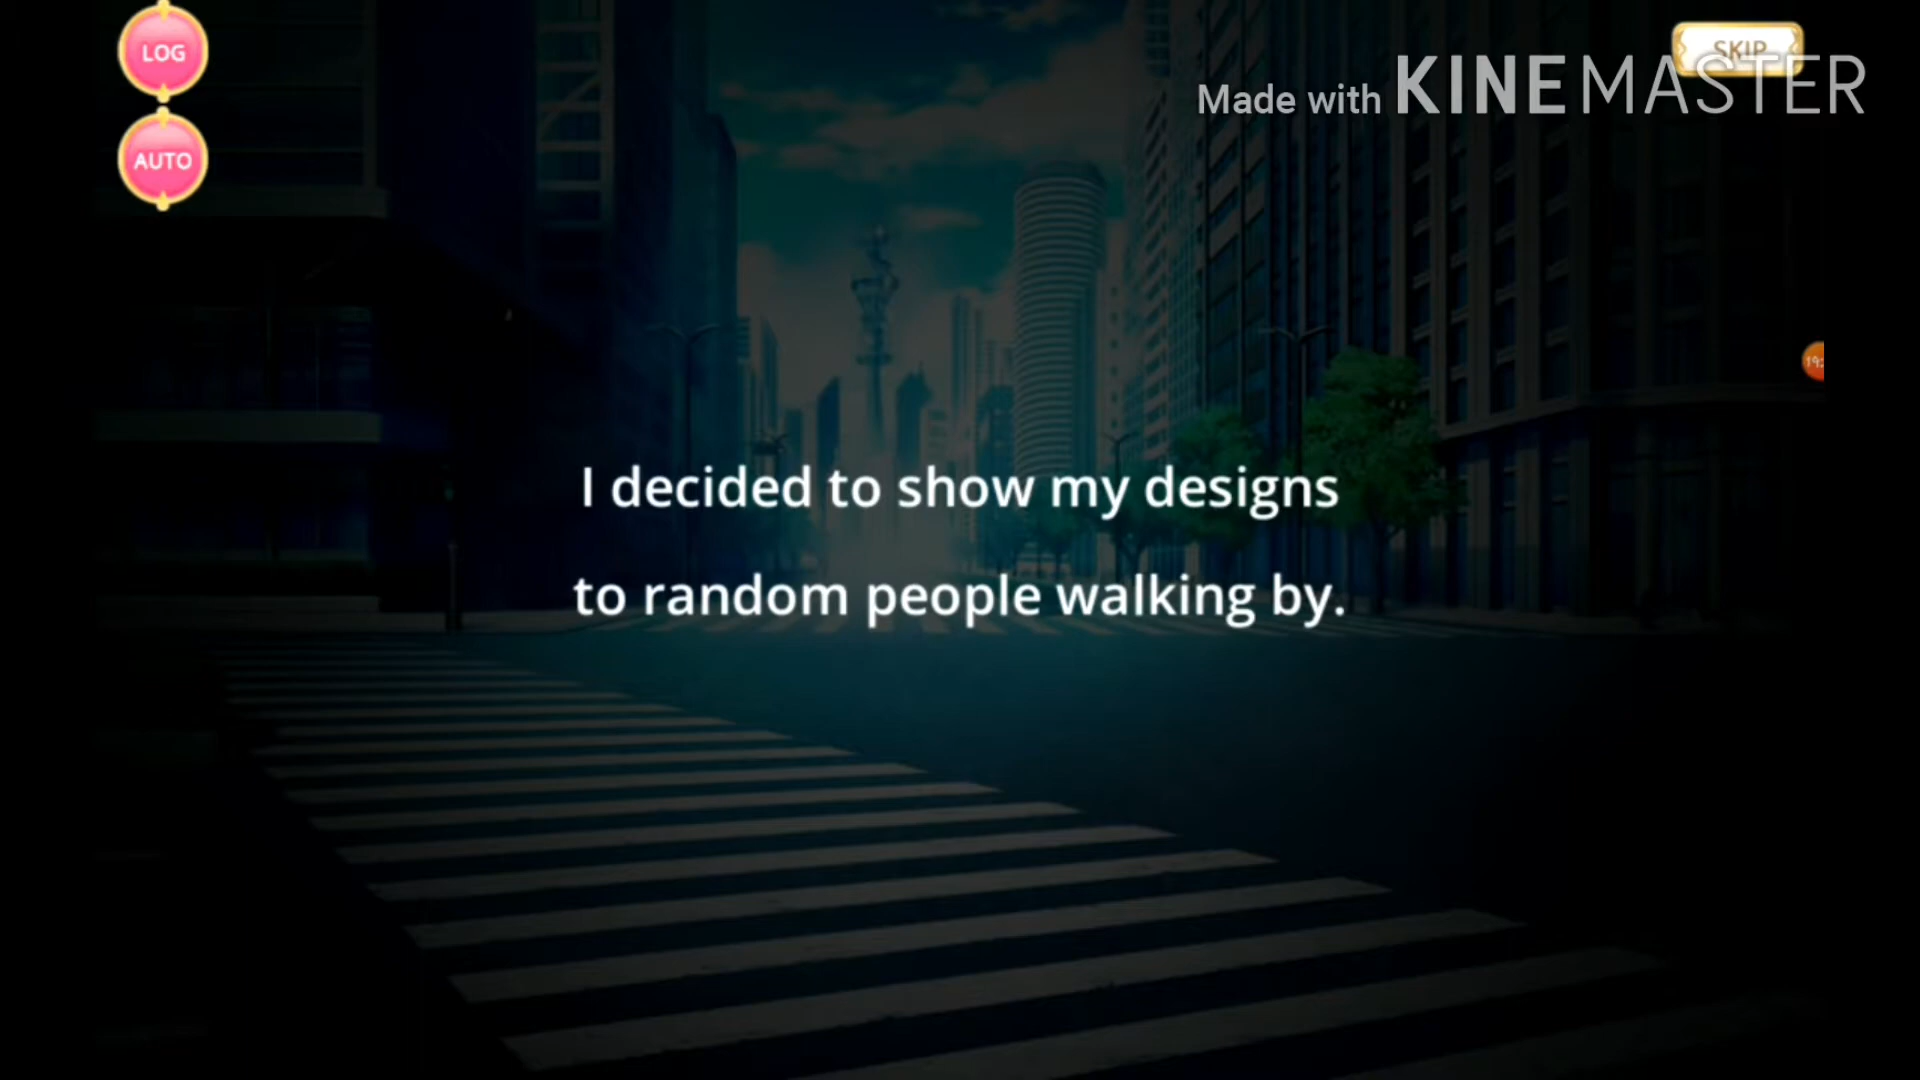 LOG
SKIP
Made with KINEMASTER
AUTO
I decided to show my designs
to random people walking by.